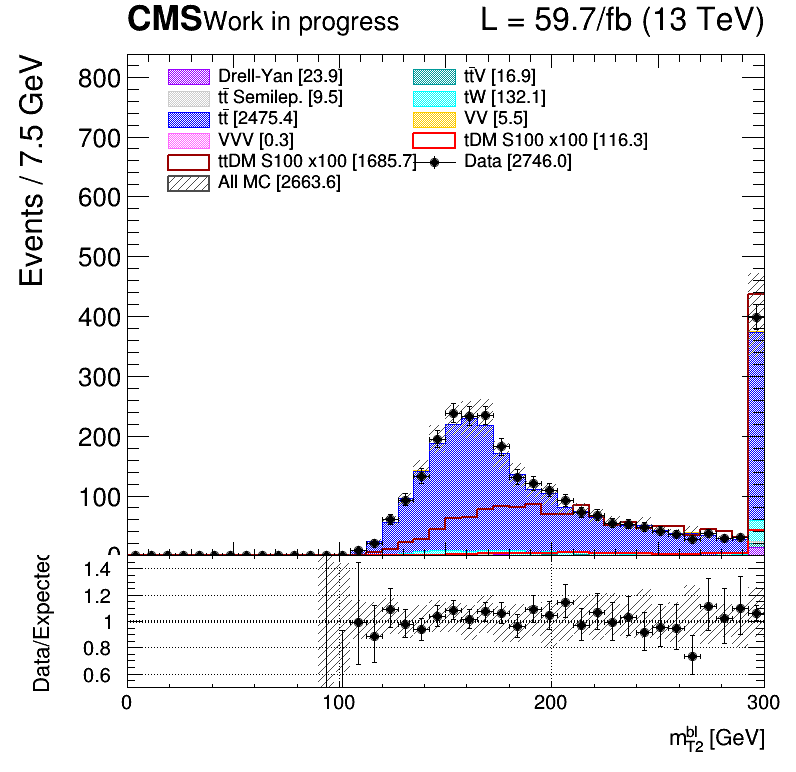 CMS Work in progress L = 59.7/fb (13 TeV)
Events / 7.5 GeV
800
700
600
500
400
300
200
100
0
Drell-Yan [23.9]
tt̄V [16.9]
tt̄ Semilep. [9.5]
tW [132.1]
tt̄ [2475.4]
VV [5.5]
VVV [0.3]
tDM S100 x100 [116.3]
ttDM S100 x100 [1685.7]
Data [2746.0]
All MC [2663.6]
Data/Expected
1.4
1.2
1
0.8
0.6
0 100 200 300
m_{T2}^{bl} [GeV]